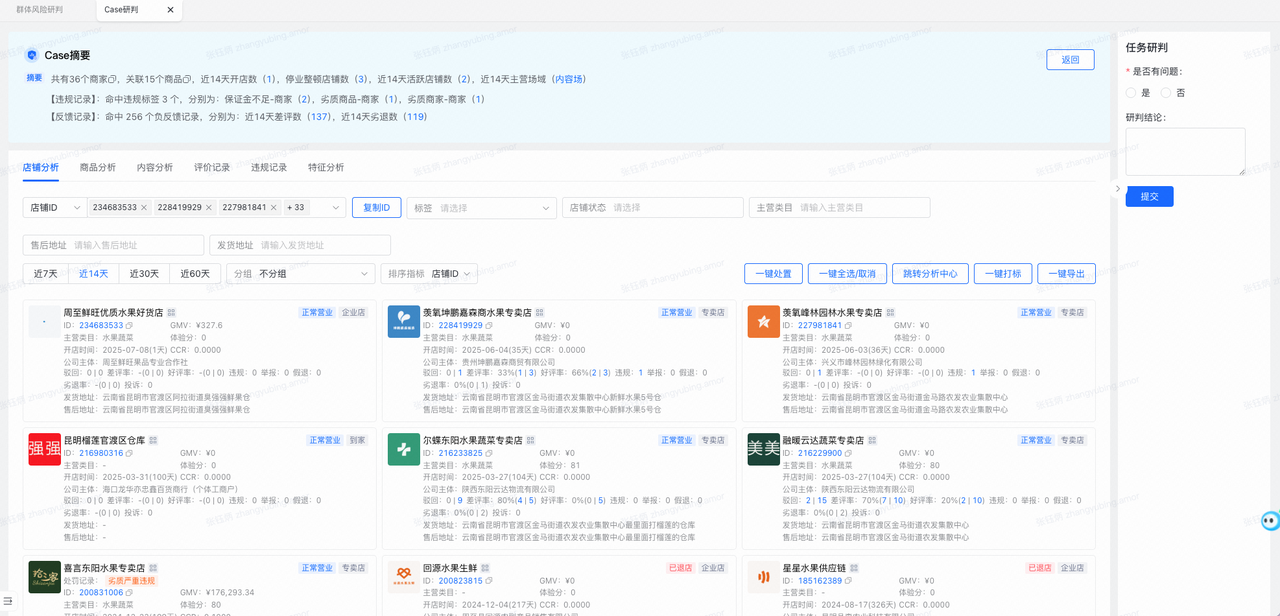 群体风险研判
Case研判
Case摘要
返回
摘要 共有36个商家，关联15个商品，近14天开店数（1），停业整顿店铺数（3），近14天活跃店铺数（2），近14天主营场域（内容场）
【违规记录】：命中违规标签 3 个，分别为：保证金不足-商家（2），劣质商品-商家（1），劣质商家-商家（1）
【反馈记录】：命中 256 个负反馈记录，分别为：近14天差评数（137），近14天劣退数（119）
任务研判
* 是否有问题：
是 否
研判结论：
提交
店铺分析 商品分析 内容分析 评价记录 违规记录 特征分析
店铺ID 234683533 228419929 227981841 + 33 复制ID 标签 请选择 店铺状态 请选择 主营类目 请输入主营类目
售后地址 请输入售后地址 发货地址 请输入发货地址
近7天 近14天 近30天 近60天 分组 不分组 排序指标 店铺ID 一键处置 一键全选/取消 跳转分析中心 一键打标 一键导出
周至鲜旺优质水果好货店 正常营业 企业店
ID：234683533 GMV：¥327.6
主营类目：水果蔬菜 体验分：0
开店时间：2025-07-08(1天) CCR：0.0000
公司主体：周至鲜旺果品专业合作社
驳回：0 | 0 差评率：-(0 | 0) 好评率：-(0 | 0) 违规：0 举报：0 假退：0
劣退率：-(0 | 0) 投诉：0
发货地址：云南省昆明市官渡区阿拉街道臭强强鲜果仓
售后地址：云南省昆明市官渡区阿拉街道臭强强鲜果仓
羡氧坤鹏嘉森商水果专卖店 正常营业 专卖店
ID：228419929 GMV：¥0
主营类目：水果蔬菜 体验分：0
开店时间：2025-06-04(35天) CCR：0.0000
公司主体：贵州坤鹏嘉森商贸有限公司
驳回：0 | 1 差评率：33%(1 | 3) 好评率：66%(2 | 3) 违规：1 举报：0 假退：0
劣退率：0%(0 | 1) 投诉：0
发货地址：云南省昆明市官渡区金马街道农发集散中心新鲜水果5号仓
售后地址：云南省昆明市官渡区金马街道农发集散中心新鲜水果5号仓
羡氧峰林园林水果专卖店 正常营业 专卖店
ID：227981841 GMV：¥0
主营类目：水果蔬菜 体验分：0
开店时间：2025-06-03(36天) CCR：0.0000
公司主体：兴义市峰林园林绿化有限公司
驳回：0 | 1 差评率：-(0 | 0) 好评率：-(0 | 0) 违规：1 举报：0 假退：0
劣退率：-(0 | 0) 投诉：0
发货地址：云南省昆明市官渡区金马街道金马路农发农业集散中心
售后地址：云南省昆明市官渡区金马街道金马路农发农业集散中心
强强
昆明榴莲官渡区仓库 正常营业 到家
ID：216980316 GMV：¥0
主营类目：- 体验分：0
开店时间：2025-03-31(100天) CCR：0.0000
公司主体：海口龙华亦忠鑫百货商行（个体工商户）
驳回：0 | 0 差评率：-(0 | 0) 好评率：-(0 | 0) 违规：0 举报：0 假退：0
劣退率：-(0 | 0) 投诉：0
发货地址：-
售后地址：-
尔蝶东阳水果蔬菜专卖店 正常营业 专卖店
ID：216233825 GMV：¥0
主营类目：水果蔬菜 体验分：81
开店时间：2025-03-27(104天) CCR：0.0000
公司主体：陕西东阳云达物流有限公司
驳回：0 | 9 差评率：80%(4 | 5) 好评率：0%(0 | 5) 违规：0 举报：0 假退：0
劣退率：0%(0 | 2) 投诉：0
发货地址：云南省昆明市官渡区金马街道农发农业集散中心最里面打榴莲的仓库
售后地址：云南省昆明市官渡区金马街道农发农业集散中心最里面打榴莲的仓库
美美
融暖云达蔬菜专卖店 正常营业 专卖店
ID：216229900 GMV：¥0
主营类目：水果蔬菜 体验分：80
开店时间：2025-03-27(104天) CCR：0.0000
公司主体：陕西东阳云达物流有限公司
驳回：2 | 15 差评率：70%(7 | 10) 好评率：20%(2 | 10) 违规：0 举报：0 假退：0
劣退率：0%(0 | 2) 投诉：0
发货地址：云南省昆明市官渡区金马街道农发集散中心
售后地址：云南省昆明市官渡区金马街道农发集散中心
喜言东阳水果专卖店 正常营业 专卖店
处罚记录： 劣质严重违规
ID：200831006 GMV：¥176,293.34
主营类目：水果蔬菜 体验分：80
回源水果生鲜 已退店 企业店
ID：200823815 GMV：¥0
主营类目：- 体验分：0
开店时间：2024-12-04(217天) CCR：0.0000
星星水果供应链 已退店 企业店
ID：185162389 GMV：¥0
主营类目：- 体验分：0
开店时间：2024-08-17(326天) CCR：0.0000